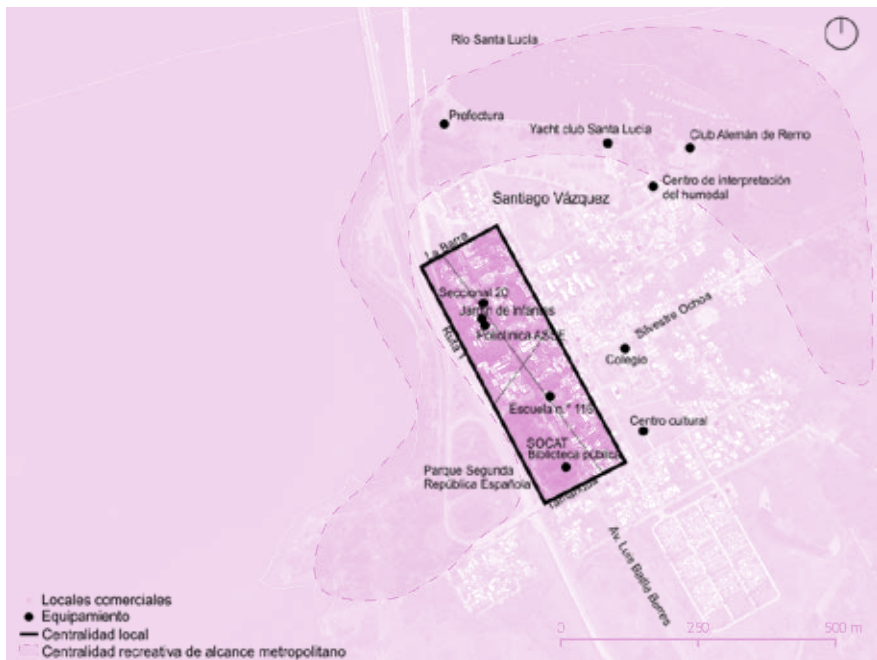 Río Santa Lucía
Prefectura
Yacht club Santa Lucía
Club Alemán de Remo
Centro de interpretación
del humedal
Santiago Vázquez
La Barra
Seccional 20
Jardín de Infantes
Policlínica ASSE
Ruta 1
Silvestre Ochoa
Colegio
Escuela n.° 116
Centro cultural
SOCAT
Biblioteca pública
Parque Segunda
República Española
Av. Luis Batlle Berres
Locales comerciales
Equipamiento
Centralidad local
Centralidad recreativa de alcance metropolitano
0 250 500 m